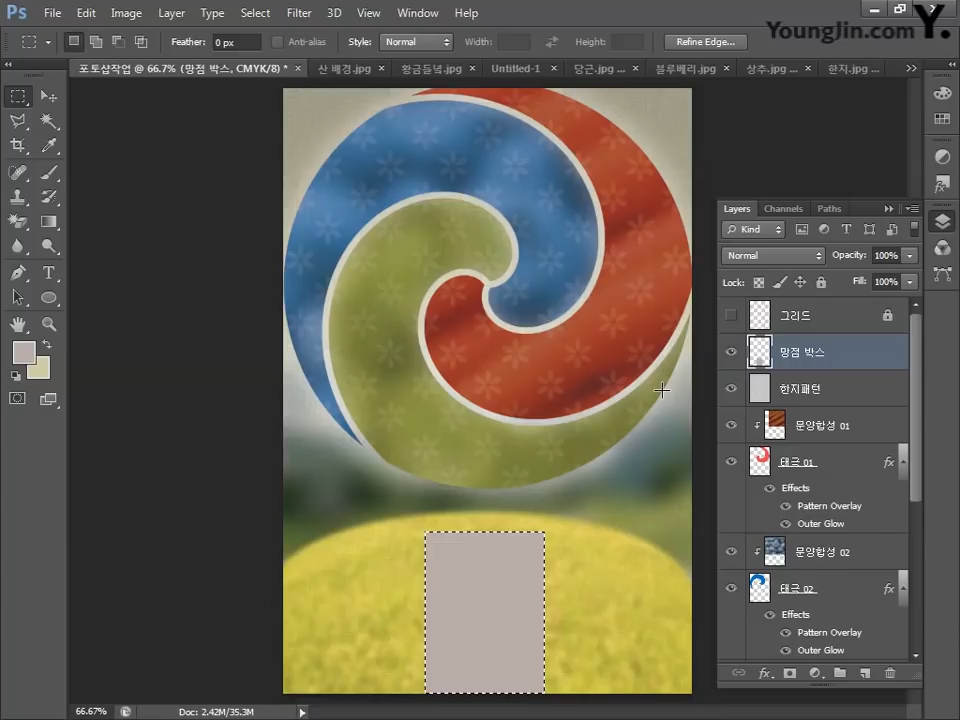 Ps File Edit Image Layer Type Select Filter 3D View Window Help
YoungJin.com Y.
Feather: 0 px Anti-alias Style: Normal Width: Height: Refine Edge...
포토샵작업 @ 66.7% (망점 박스, CMYK/8) * × 산 배경.jpg × 황금들녘.jpg × Untitled-1 × 당근.jpg ... × 블루베리.jpg × 상추.jpg ... × 한지.jpg ...
Layers Channels Paths
Kind
Normal Opacity: 100%
Lock: Fill: 100%
그리드
망점 박스
한지패턴
문양합성 01
태극 01 fx
Effects
Pattern Overlay
Outer Glow
문양합성 02
태극 02 fx
Effects
Pattern Overlay
Outer Glow
66.67% Doc: 2.42M/35.3M